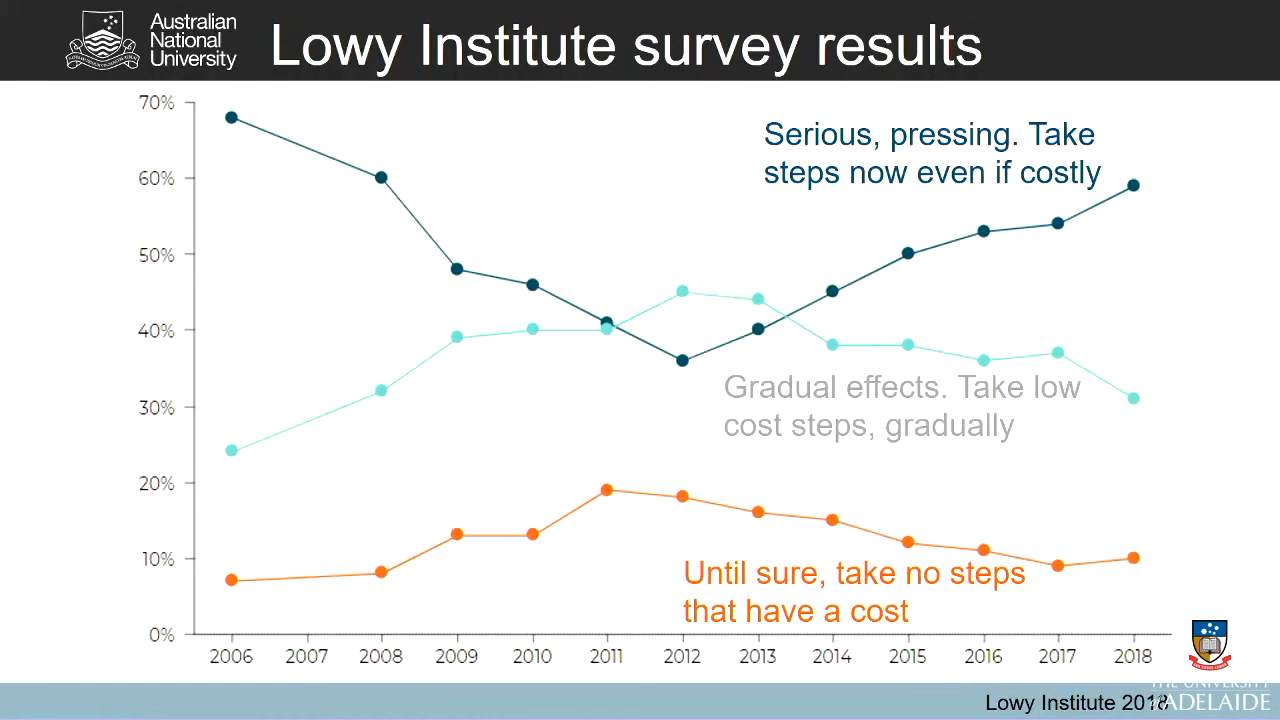 Australian
National
University
Lowy Institute survey results
70%
Serious, pressing. Take
steps now even if costly
60%
50%
40%
Gradual effects. Take low
cost steps, gradually
30%
20%
10%
Until sure, take no steps
that have a cost
0%
2006 2007 2008 2009 2010 2011 2012 2013 2014 2015 2016 2017 2018
THE UNIVERSITY
Lowy Institute 2018
of ADELAIDE